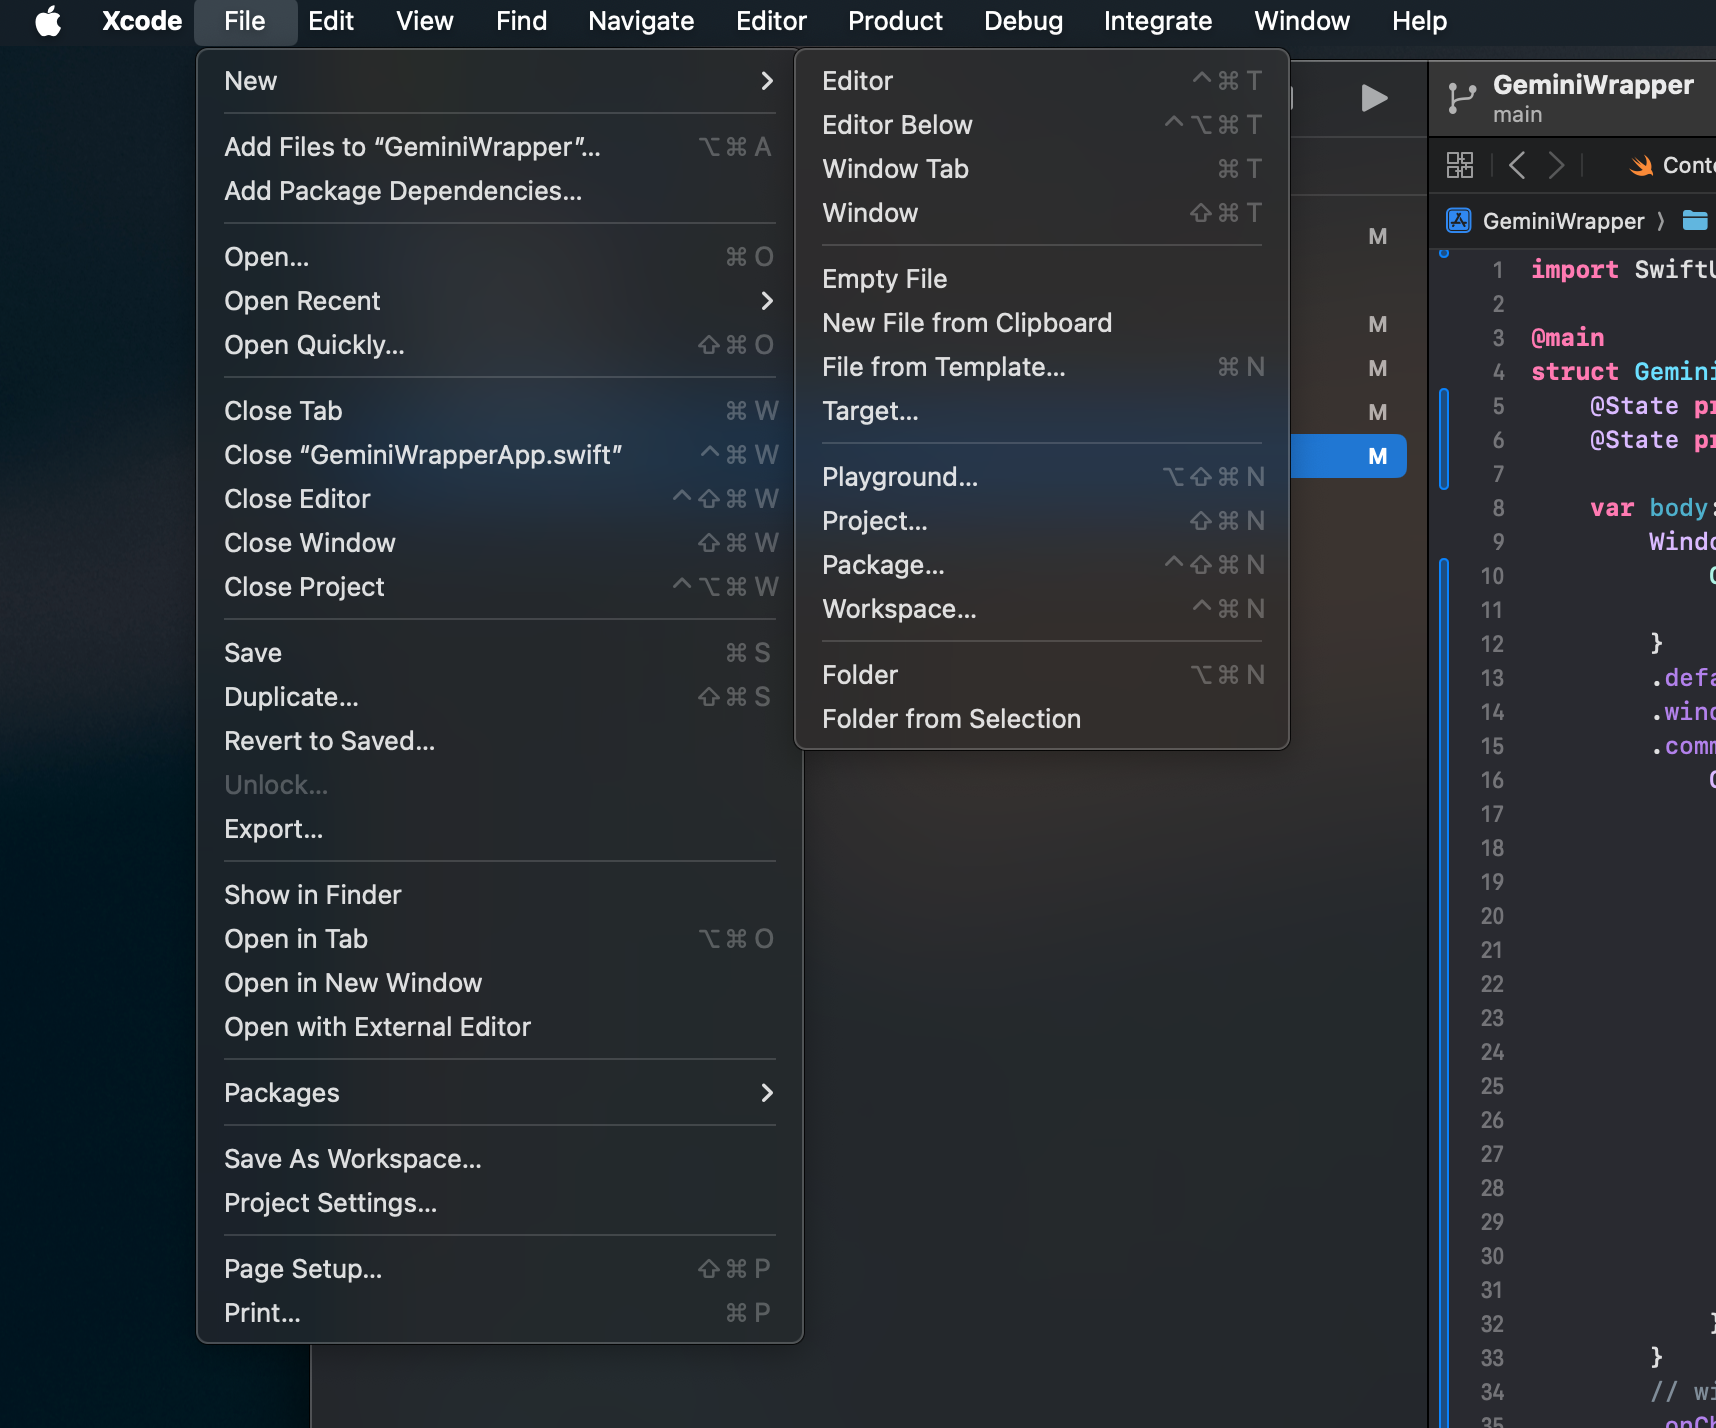 Xcode File Edit View Find Navigate Editor Product Debug Integrate Window Help
New
Add Files to “GeminiWrapper”... ⌥⌘A
Add Package Dependencies...
Open... ⌘O
Open Recent
Open Quickly... ⇧⌘O
Close Tab ⌘W
Close “GeminiWrapperApp.swift” ^⌘W
Close Editor ^⇧⌘W
Close Window ⇧⌘W
Close Project ^⌥⌘W
Save ⌘S
Duplicate... ⇧⌘S
Revert to Saved...
Unlock...
Export...
Show in Finder
Open in Tab ⌥⌘O
Open in New Window
Open with External Editor
Packages
Save As Workspace...
Project Settings...
Page Setup... ⇧⌘P
Print... ⌘P
Editor ^⌘T
Editor Below ^⌥⌘T
Window Tab ⌘T
Window ⇧⌘T
Empty File
New File from Clipboard
File from Template... ⌘N
Target...
Playground... ⌥⇧⌘N
Project... ⇧⌘N
Package... ^⇧⌘N
Workspace... ^⌘N
Folder ⌥⌘N
Folder from Selection
M
M
M
M
M
GeminiWrapper
main
Conte
GeminiWrapper
1 import SwiftU
2
3 @main
4 struct Gemini
5 @State pr
6 @State pr
7
8 var body:
9 Windo
10
11
12 }
13 .defa
14 .wind
15 .comm
16
17
18
19
20
21
22
23
24
25
26
27
28
29
30
31
32 }
33 }
34 // wi
35 .onCh